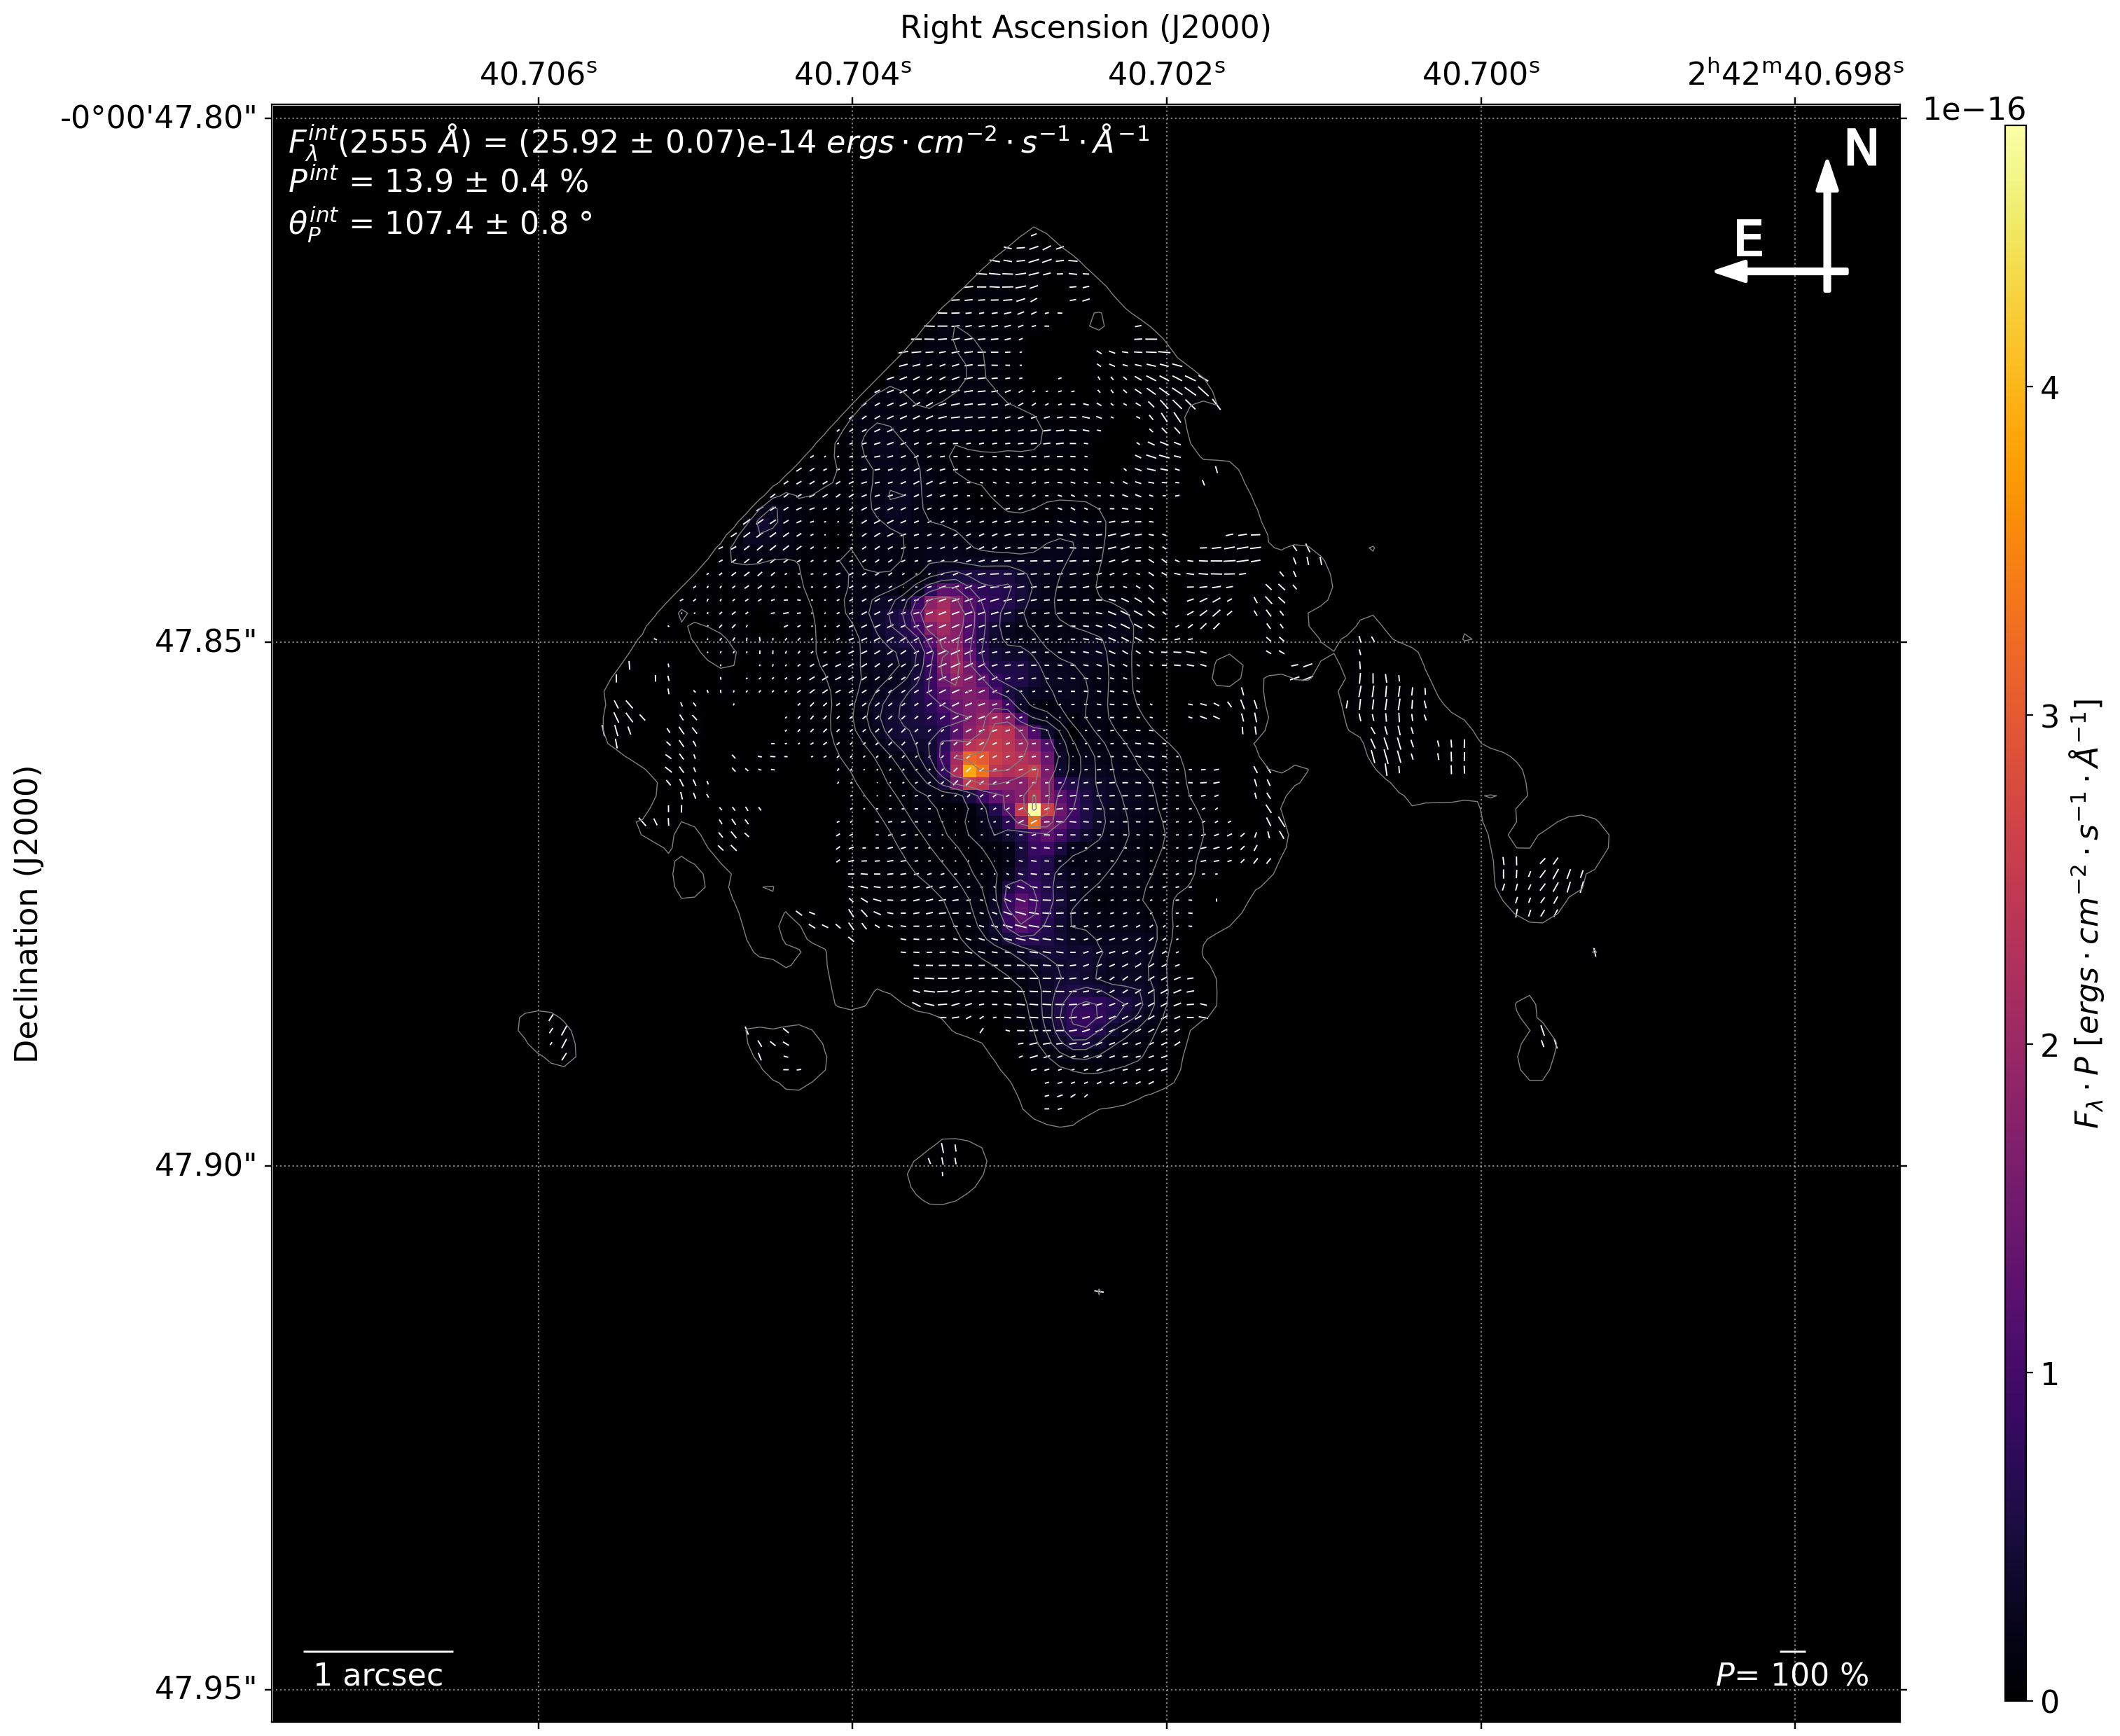 Right Ascension (J2000)
40.706ˢ 40.704ˢ 40.702ˢ 40.700ˢ 2ʰ42ᵐ40.698ˢ
-0°00'47.80"
47.85"
47.90"
47.95"
Declination (J2000)
F_λ^int(2555 Å) = (25.92 ± 0.07)e-14 ergs · cm⁻² · s⁻¹ · Å⁻¹
P^int = 13.9 ± 0.4 %
θ_P^int = 107.4 ± 0.8 °
N
E
1 arcsec
P= 100 %
1e−16
4
3
2
1
0
F_λ · P [ergs · cm⁻² · s⁻¹ · Å⁻¹]